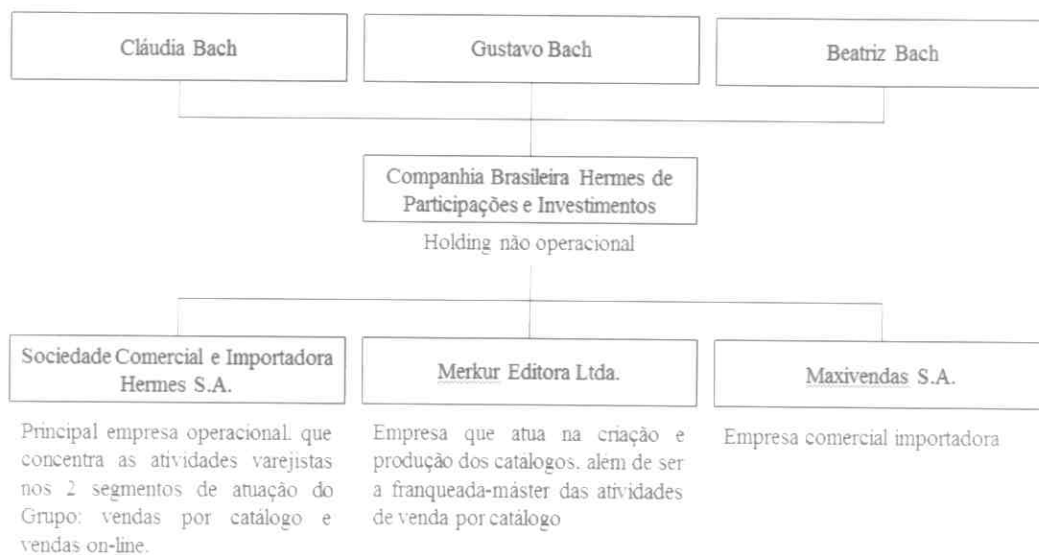 Cláudia Bach
Gustavo Bach
Beatriz Bach
Companhia Brasileira Hermes de
Participações e Investimentos
Holding não operacional
Sociedade Comercial e Importadora
Hermes S.A.
Principal empresa operacional. que
concentra as atividades varejistas
nos 2 segmentos de atuação do
Grupo: vendas por catálogo e
vendas on-line.
Merkur Editora Ltda.
Empresa que atua na criação e
produção dos catálogos. além de ser
a franqueada-máster das atividades
de venda por catálogo
Maxivendas S.A.
Empresa comercial importadora